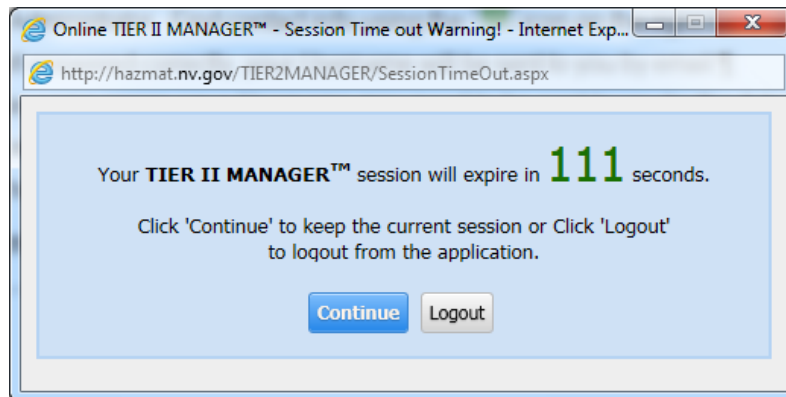 Online TIER II MANAGER™ - Session Time out Warning! - Internet Exp...
http://hazmat.nv.gov/TIER2MANAGER/SessionTimeOut.aspx
Your TIER II MANAGER™ session will expire in 111 seconds.
Click 'Continue' to keep the current session or Click 'Logout'
to logout from the application.
Continue Logout